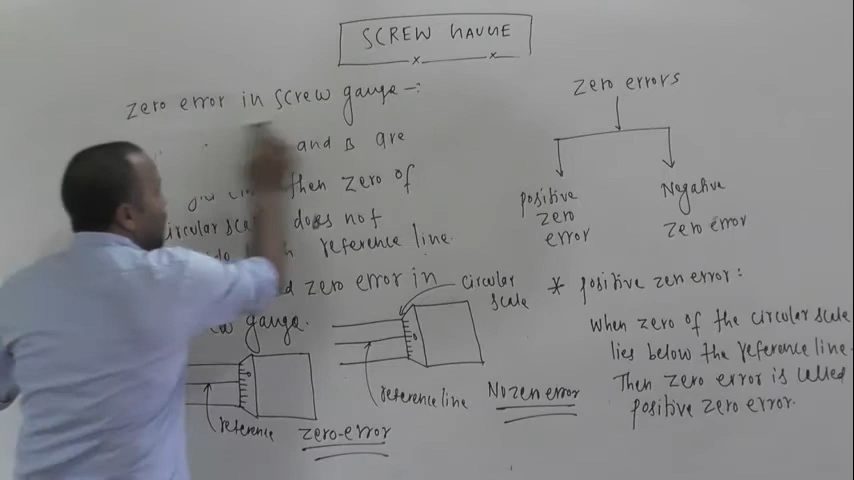 SCREW GAUGE
zero error in screw gauge -:
and B are
then zero of
circular scale does not
reference line.
zero error in
gauge.
circular
scale
reference line
No zero error
reference
zero-error
zero errors
positive
zero
error
Negative
zero error
* positive zero error:
When zero of the circular scale
lies below the reference line.
Then zero error is called
positive zero error.